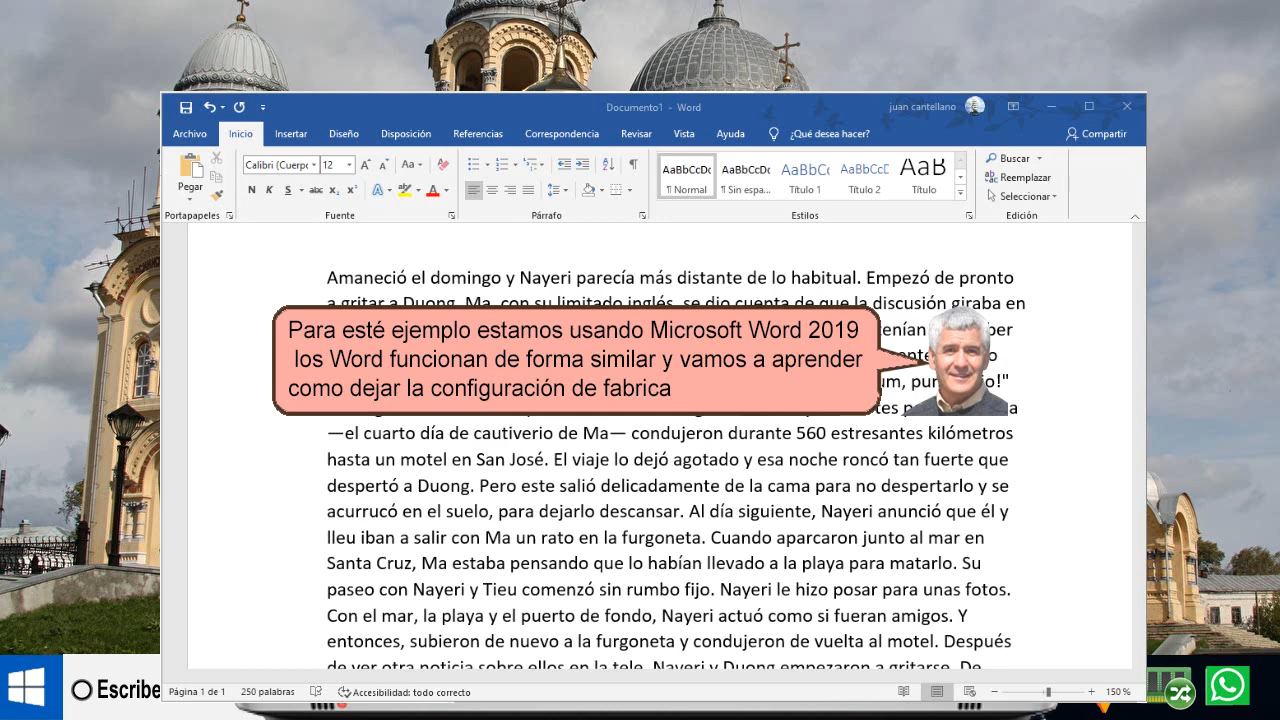 Documento1 - Word
juan cantellano
Archivo Inicio Insertar Diseño Disposición Referencias Correspondencia Revisar Vista Ayuda ¿Qué desea hacer? Compartir
Calibri (Cuerpo 12 Aa
AaBbCcDc AaBbCcDc AaBbCc AaBbCcD AaB
Buscar
Reemplazar
Seleccionar
Pegar
N K S abc x₂ x² A A
¶ Normal ¶ Sin espa... Título 1 Título 2 Título
Portapapeles Fuente Párrafo Estilos Edición
Amaneció el domingo y Nayeri parecía más distante de lo habitual. Empezó de pronto
a gritar a Duong. Ma, con su limitado inglés, se dio cuenta de que la discusión giraba en
Para esté ejemplo estamos usando Microsoft Word 2019
los Word funcionan de forma similar y vamos a aprender
como dejar la configuración de fabrica
—el cuarto día de cautiverio de Ma— condujeron durante 560 estresantes kilómetros
hasta un motel en San José. El viaje lo dejó agotado y esa noche roncó tan fuerte que
despertó a Duong. Pero este salió delicadamente de la cama para no despertarlo y se
acurrucó en el suelo, para dejarlo descansar. Al día siguiente, Nayeri anunció que él y
lleu iban a salir con Ma un rato en la furgoneta. Cuando aparcaron junto al mar en
Santa Cruz, Ma estaba pensando que lo habían llevado a la playa para matarlo. Su
paseo con Nayeri y Tieu comenzó sin rumbo fijo. Nayeri le hizo posar para unas fotos.
Con el mar, la playa y el puerto de fondo, Nayeri actuó como si fueran amigos. Y
entonces, subieron de nuevo a la furgoneta y condujeron de vuelta al motel. Después
de ver otra noticia sobre ellos en la tele, Nayeri y Duong empezaron a gritarse. De
Escribe
Página 1 de 1 250 palabras Accesibilidad: todo correcto 150 %